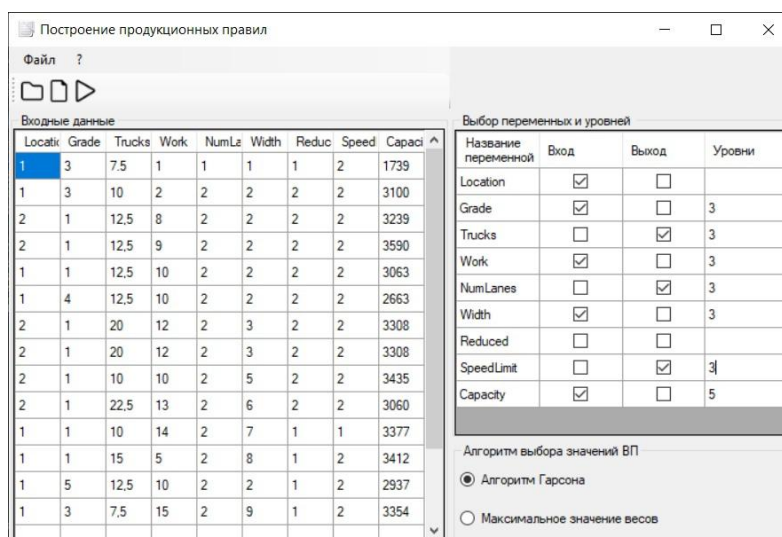 Построение продукционных правил
Файл ?
Входные данные
Locatic Grade Trucks Work NumLa Width Reduc Speed Capaci
1 3 7.5 1 1 1 1 2 1739
1 3 10 2 2 2 2 2 3100
2 1 12,5 8 2 2 2 2 3239
2 1 12,5 9 2 2 2 2 3590
1 1 12,5 10 2 2 2 2 3063
1 4 12,5 10 2 2 2 2 2663
2 1 20 12 2 3 2 2 3308
2 1 20 12 2 3 2 2 3308
2 1 10 10 2 5 2 2 3435
2 1 22,5 13 2 6 2 2 3060
1 1 10 14 2 7 1 1 3377
1 1 15 5 2 8 1 2 3412
1 5 12,5 10 2 2 1 2 2937
1 3 7,5 15 2 9 1 2 3354
Выбор переменных и уровней
Название переменной Вход Выход Уровни
Location
Grade 3
Trucks 3
Work 3
NumLanes 3
Width 3
Reduced
SpeedLimit 3
Capacity 5
Алгоритм выбора значений ВП
Алгоритм Гарсона
Максимальное значение весов